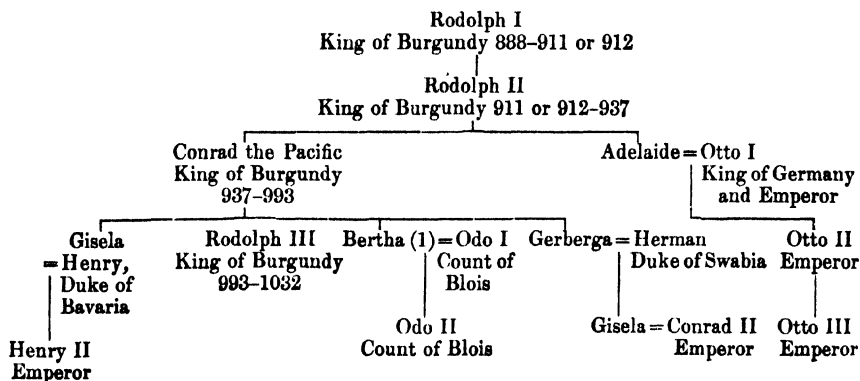 Rodolph I
King of Burgundy 888–911 or 912
Rodolph II
King of Burgundy 911 or 912–937
Conrad the Pacific
King of Burgundy
937–993
Adelaide = Otto I
King of Germany
and Emperor
Gisela
= Henry,
Duke of
Bavaria
Rodolph III
King of Burgundy
993–1032
Bertha (1) = Odo I
Count of
Blois
Gerberga = Herman
Duke of Swabia
Otto II
Emperor
Henry II
Emperor
Odo II
Count of Blois
Gisela = Conrad II
Emperor
Otto III
Emperor